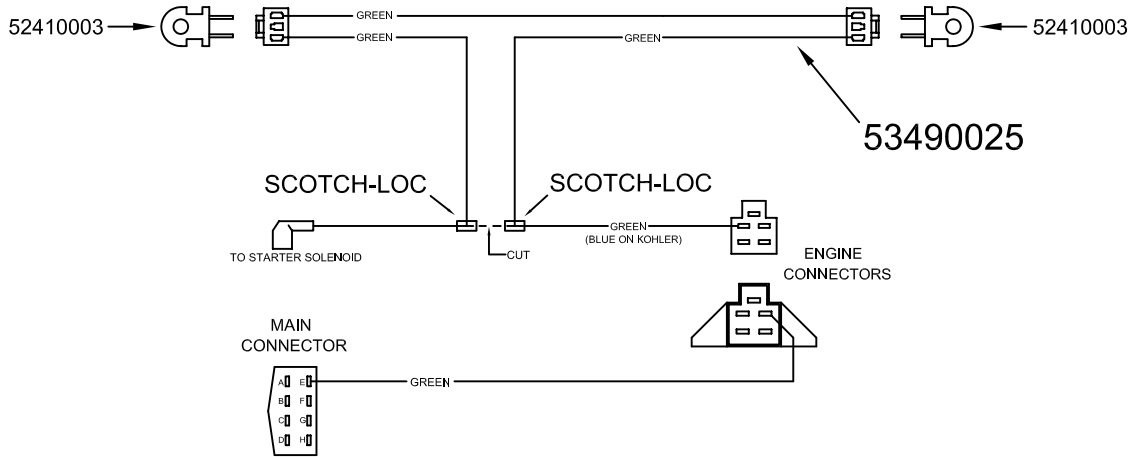 52410003
GREEN
52410003
GREEN
GREEN
53490025
SCOTCH-LOC
SCOTCH-LOC
GREEN
(BLUE ON KOHLER)
TO STARTER SOLENOID
CUT
ENGINE
CONNECTORS
MAIN
CONNECTOR
A E
GREEN
B F
C G
D H